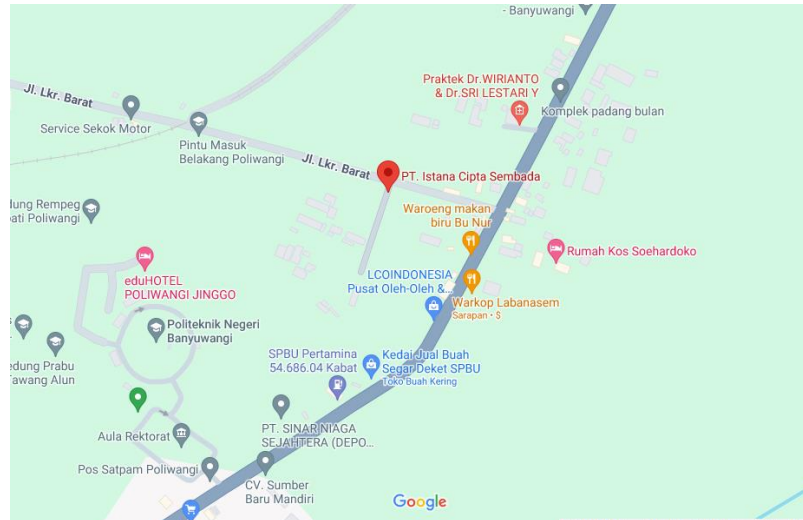 - Banyuwangi
Praktek Dr.WIRIANTO
& Dr.SRI LESTARI Y
Komplek padang bulan
Jl. Lkr. Barat
Service Sekok Motor
Pintu Masuk
Belakang Poliwangi
Jl. Lkr. Barat
PT. Istana Cipta Sembada
Waroeng makan
biru Bu Nur
Rumah Kos Soehardoko
dung Rempeg
pati Poliwangi
eduHOTEL
POLIWANGI JINGGO
LCOINDONESIA
Pusat Oleh-Oleh &...
Warkop Labanasem
Sarapan • $
Politeknik Negeri
Banyuwangi
edung Prabu
Tawang Alun
SPBU Pertamina
54.686.04 Kabat
Kedai Jual Buah
Segar Deket SPBU
Toko Buah Kering
Aula Rektorat
PT. SINAR NIAGA
SEJAHTERA (DEPO...
Pos Satpam Poliwangi
CV. Sumber
Baru Mandiri
Google